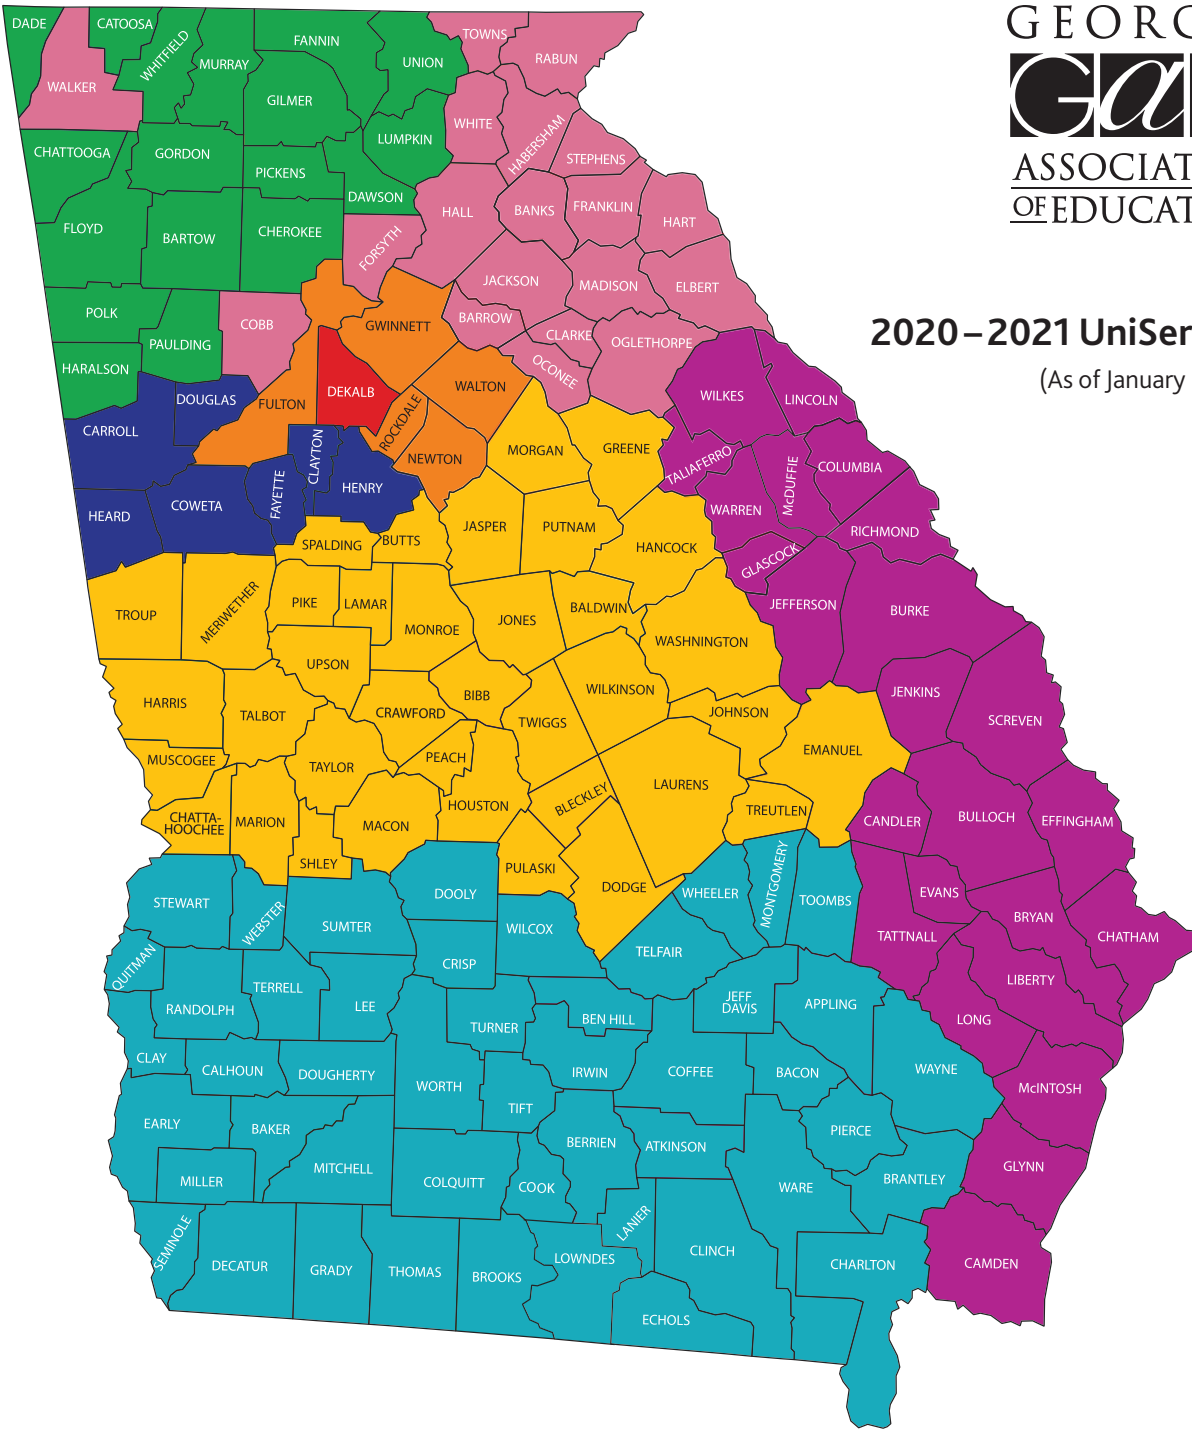 GEORG
Ga
ASSOCIAT
OF EDUCAT
2020–2021 UniSer
(As of January
DADE
CATOOSA
WHITFIELD
MURRAY
FANNIN
UNION
TOWNS
RABUN
WALKER
GILMER
WHITE
HABERSHAM
STEPHENS
LUMPKIN
CHATTOOGA
GORDON
PICKENS
DAWSON
HALL
BANKS
FRANKLIN
HART
FLOYD
BARTOW
CHEROKEE
FORSYTH
JACKSON
MADISON
ELBERT
POLK
PAULDING
COBB
GWINNETT
BARROW
CLARKE
OGLETHORPE
OCONEE
HARALSON
DOUGLAS
FULTON
DEKALB
ROCKDALE
WALTON
WILKES
LINCOLN
CARROLL
CLAYTON
HENRY
NEWTON
MORGAN
GREENE
TALIAFERRO
McDUFFIE
COLUMBIA
HEARD
COWETA
FAYETTE
SPALDING
BUTTS
JASPER
PUTNAM
HANCOCK
WARREN
RICHMOND
GLASCOCK
TROUP
MERIWETHER
PIKE
LAMAR
MONROE
JONES
BALDWIN
WASHNINGTON
JEFFERSON
BURKE
UPSON
HARRIS
TALBOT
CRAWFORD
BIBB
TWIGGS
WILKINSON
JOHNSON
JENKINS
SCREVEN
EMANUEL
MUSCOGEE
TAYLOR
PEACH
HOUSTON
BLECKLEY
LAURENS
TREUTLEN
CANDLER
BULLOCH
EFFINGHAM
CHATTA-
HOOCHEE
MARION
MACON
SHLEY
PULASKI
DODGE
WHEELER
MONTGOMERY
TOOMBS
EVANS
BRYAN
TATTNALL
CHATHAM
STEWART
WEBSTER
SUMTER
DOOLY
WILCOX
CRISP
TELFAIR
LIBERTY
LONG
QUITMAN
RANDOLPH
TERRELL
LEE
TURNER
BEN HILL
JEFF
DAVIS
APPLING
CLAY
CALHOUN
DOUGHERTY
WORTH
IRWIN
COFFEE
BACON
WAYNE
McINTOSH
TIFT
EARLY
BAKER
MITCHELL
BERRIEN
ATKINSON
PIERCE
MILLER
COLQUITT
COOK
WARE
BRANTLEY
GLYNN
SEMINOLE
DECATUR
GRADY
THOMAS
BROOKS
LOWNDES
LANIER
CLINCH
CHARLTON
CAMDEN
ECHOLS